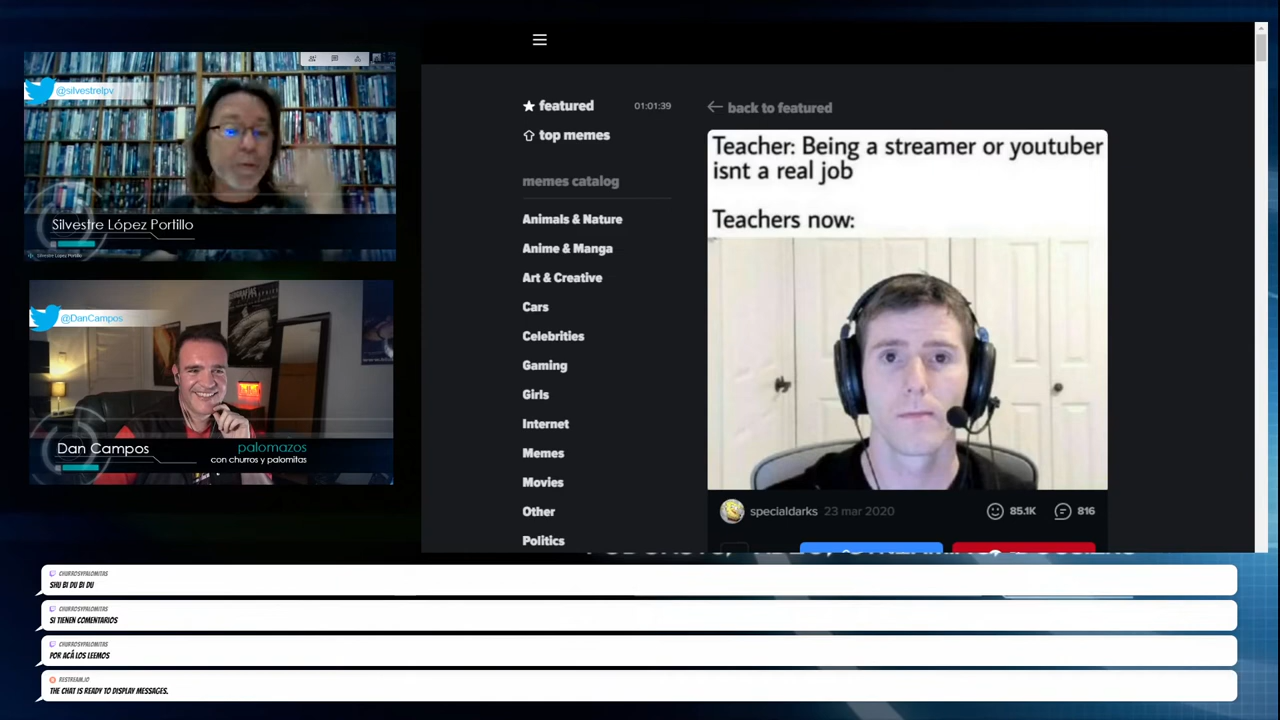 @silvestrelpv
Silvestre López Portillo
Silvestre López Portillo
@DanCampos
Dan Campos
palomazos
con churros y palomitas
featured
01:01:39
top memes
memes catalog
Animals & Nature
Anime & Manga
Art & Creative
Cars
Celebrities
Gaming
Girls
Internet
Memes
Movies
Other
Politics
back to featured
Teacher: Being a streamer or youtuber
isnt a real job
Teachers now:
specialdarks
23 mar 2020
85.1K
816
CHURROSYPALOMITAS
SHU BI DU BI DU
CHURROSYPALOMITAS
SI TIENEN COMENTARIOS
CHURROSYPALOMITAS
POR ACÁ LOS LEEMOS
RESTREAM.IO
THE CHAT IS READY TO DISPLAY MESSAGES.